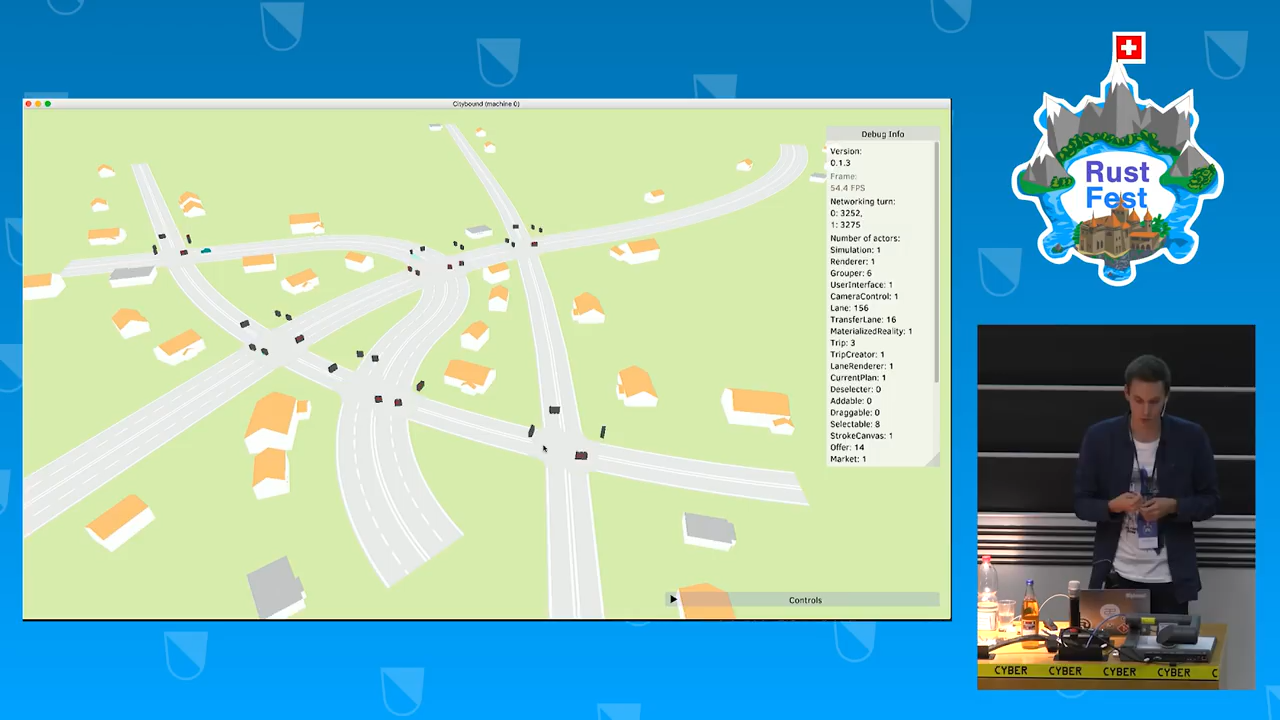 Citybound (machine 0)
Debug Info
Version:
0.1.3
Frame:
54.4 FPS
Networking turn:
0: 3252,
1: 3275
Number of actors:
Simulation: 1
Renderer: 1
Grouper: 6
UserInterface: 1
CameraControl: 1
Lane: 156
TransferLane: 16
MaterializedReality: 1
Trip: 3
TripCreator: 1
LaneRenderer: 1
CurrentPlan: 1
Deselecter: 0
Addable: 0
Draggable: 0
Selectable: 8
StrokeCanvas: 1
Offer: 14
Market: 1
Controls
Rust
Fest
CYBER CYBER CYBER CYBER C